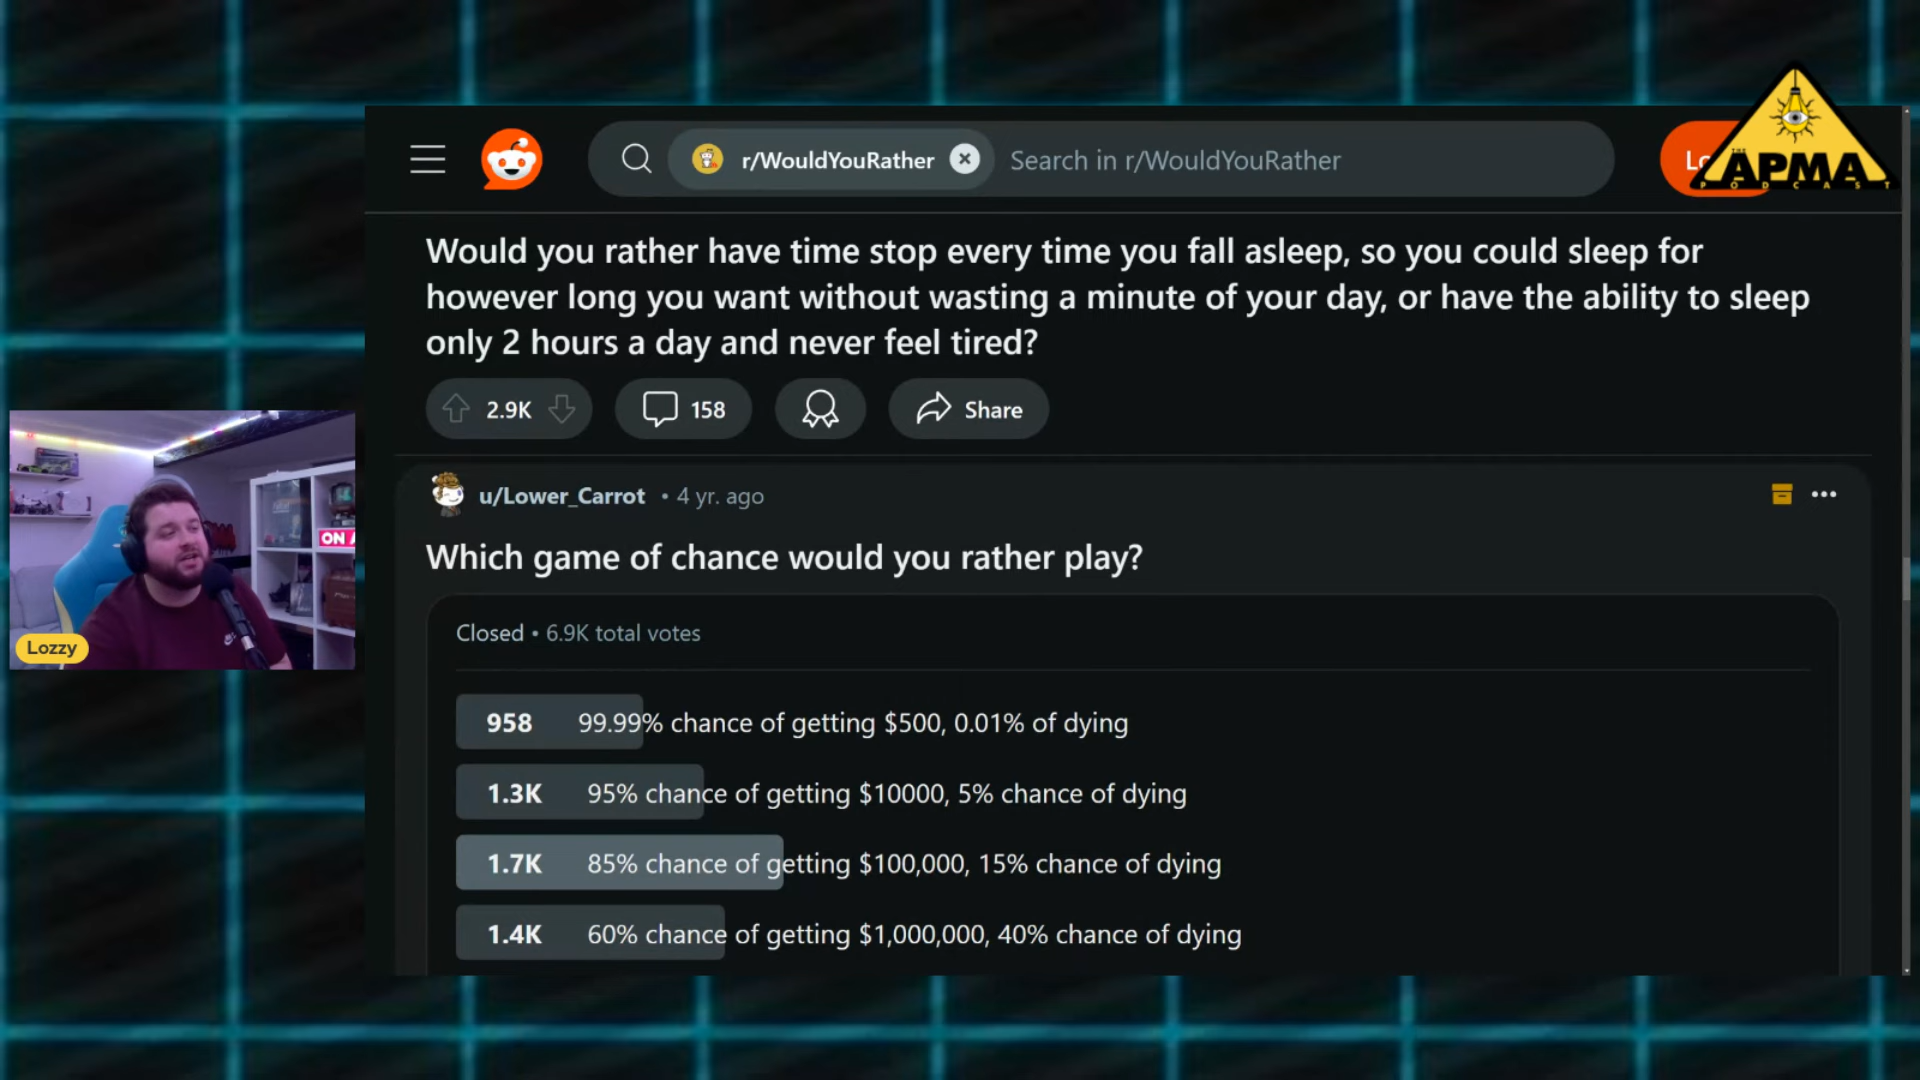 r/WouldYouRather
Search in r/WouldYouRather
THE
APMA
PODCAST
Would you rather have time stop every time you fall asleep, so you could sleep for
however long you want without wasting a minute of your day, or have the ability to sleep
only 2 hours a day and never feel tired?
2.9K
158
Share
u/Lower_Carrot • 4 yr. ago
Which game of chance would you rather play?
Closed • 6.9K total votes
958 99.99% chance of getting $500, 0.01% of dying
1.3K 95% chance of getting $10000, 5% chance of dying
1.7K 85% chance of getting $100,000, 15% chance of dying
1.4K 60% chance of getting $1,000,000, 40% chance of dying
ON
Lozzy